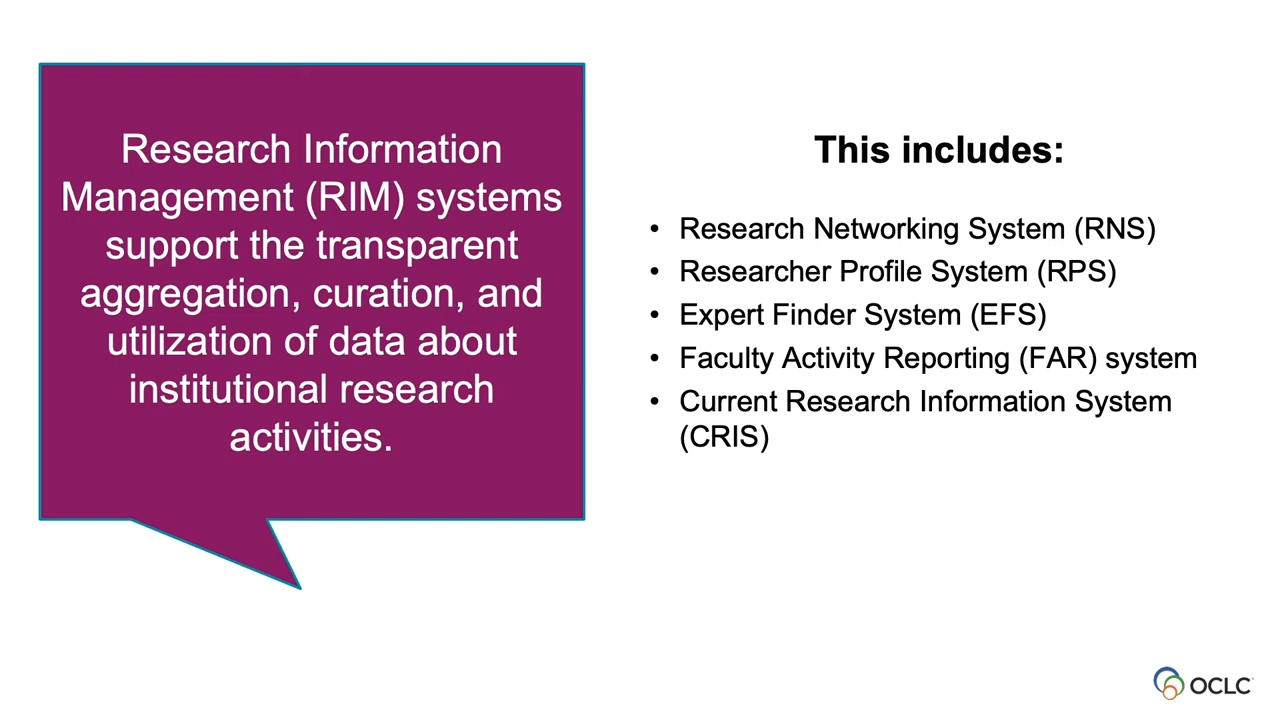 Research Information
Management (RIM) systems
support the transparent
aggregation, curation, and
utilization of data about
institutional research
activities.
This includes:
• Research Networking System (RNS)
• Researcher Profile System (RPS)
• Expert Finder System (EFS)
• Faculty Activity Reporting (FAR) system
• Current Research Information System
(CRIS)
OCLC